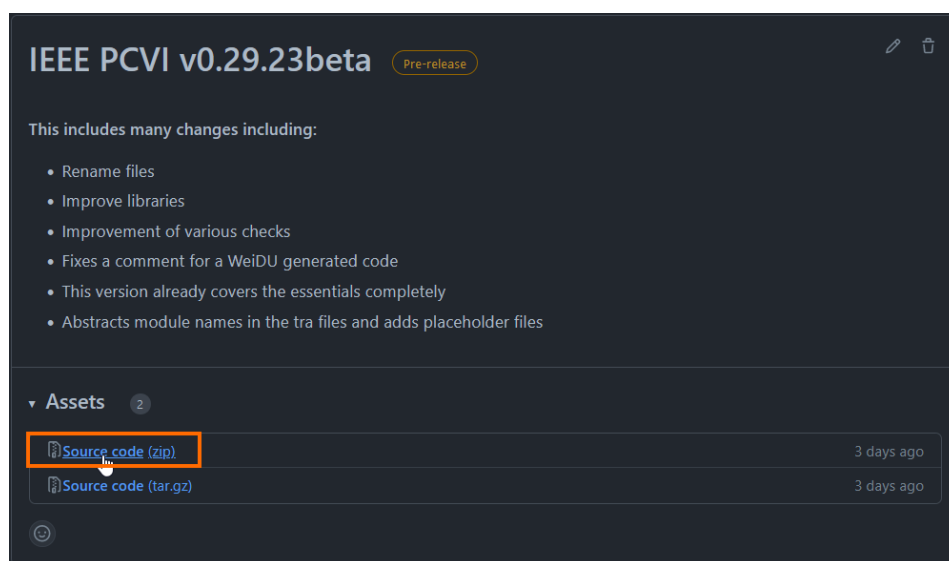 IEEE PCVI v0.29.23beta Pre-release
This includes many changes including:
• Rename files
• Improve libraries
• Improvement of various checks
• Fixes a comment for a WeiDU generated code
• This version already covers the essentials completely
• Abstracts module names in the tra files and adds placeholder files
Assets 2
Source code (zip) 3 days ago
Source code (tar.gz) 3 days ago